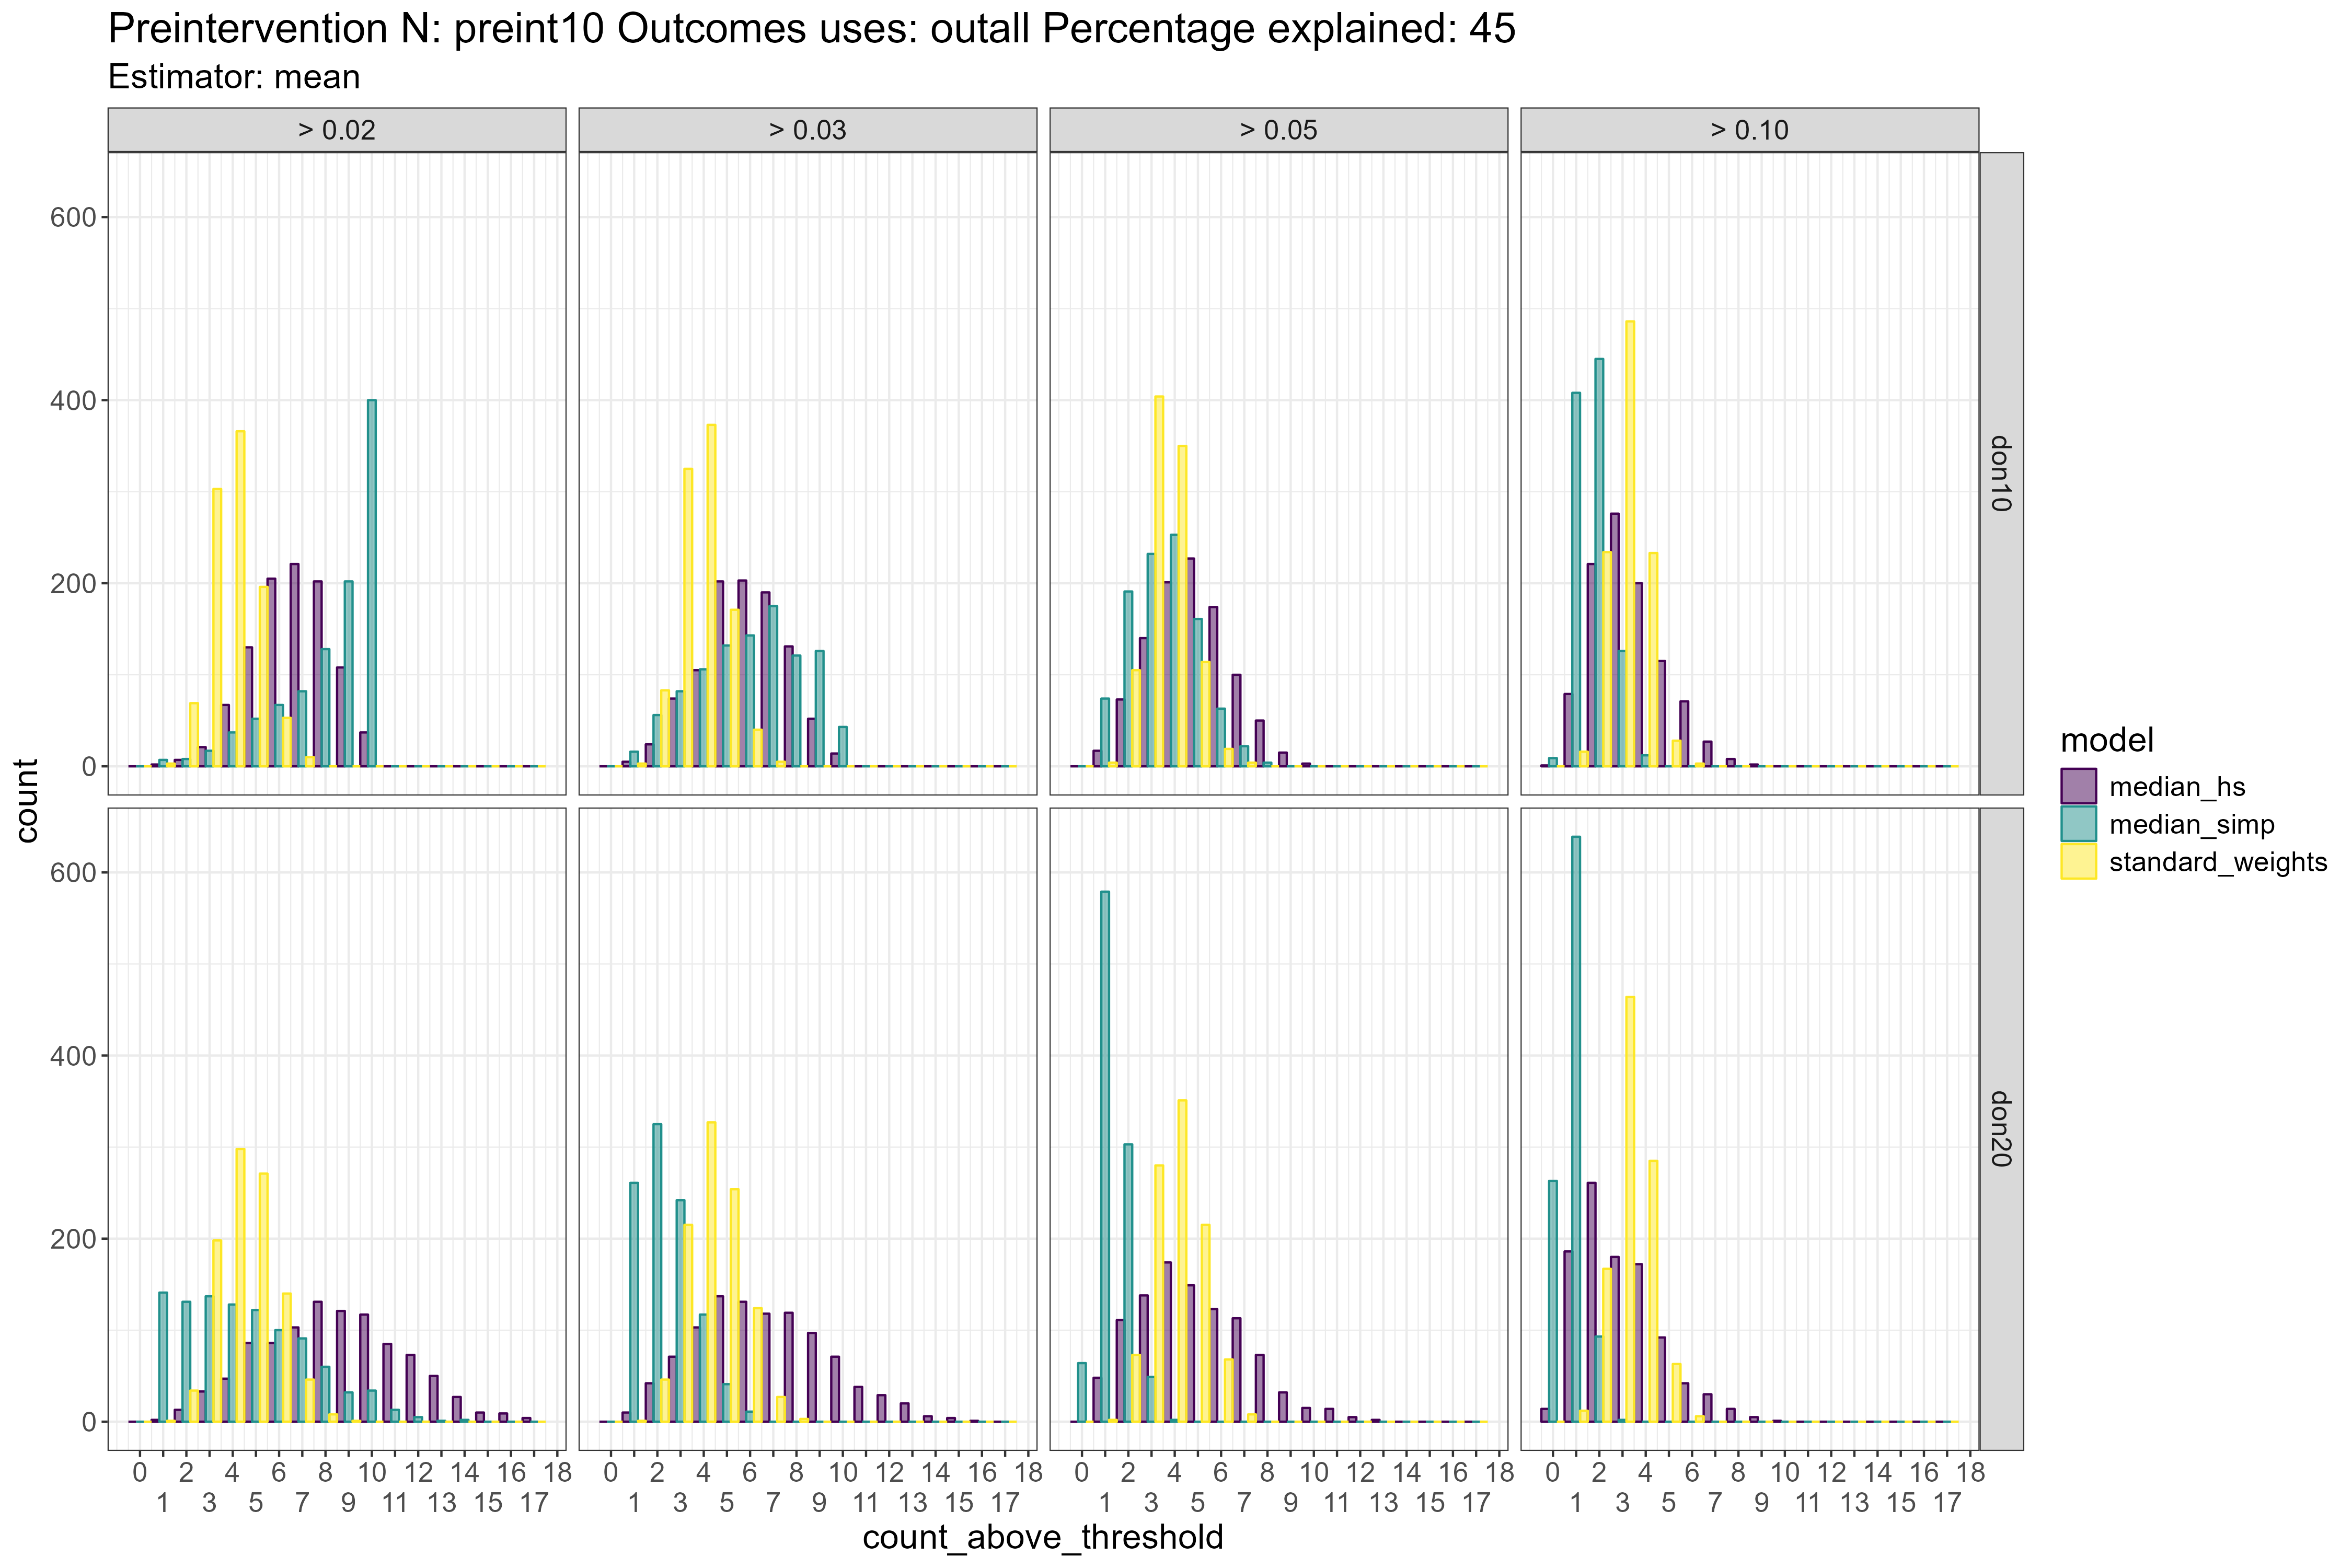 Preintervention N: preint10 Outcomes uses: outall Percentage explained: 45
Estimator: mean
> 0.02 > 0.03 > 0.05 > 0.10
600
400
200
0
don10
600
400
200
0
don20
count
0 2 4 6 8 10 12 14 16 18 0 2 4 6 8 10 12 14 16 18 0 2 4 6 8 10 12 14 16 18 0 2 4 6 8 10 12 14 16 18
1 3 5 7 9 11 13 15 17 1 3 5 7 9 11 13 15 17 1 3 5 7 9 11 13 15 17 1 3 5 7 9 11 13 15 17
count_above_threshold
model
median_hs
median_simp
standard_weights